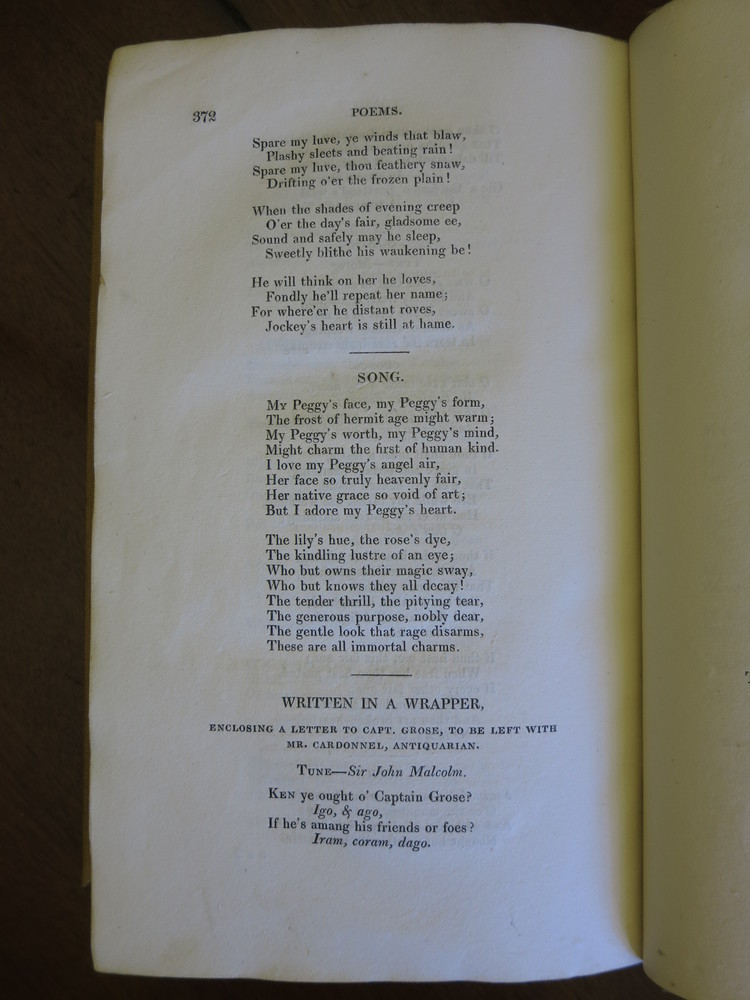 372 POEMS.
Spare my luve, ye winds that blaw,
Plashy sleets and beating rain!
Spare my luve, thou feathery snaw,
Drifting o'er the frozen plain!
When the shades of evening creep
O'er the day's fair, gladsome ee,
Sound and safely may he sleep,
Sweetly blithe his waukening be!
He will think on her he loves,
Fondly he'll repeat her name;
For where'er he distant roves,
Jockey's heart is still at hame.
SONG.
MY Peggy's face, my Peggy's form,
The frost of hermit age might warm;
My Peggy's worth, my Peggy's mind,
Might charm the first of human kind.
I love my Peggy's angel air,
Her face so truly heavenly fair,
Her native grace so void of art;
But I adore my Peggy's heart.
The lily's hue, the rose's dye,
The kindling lustre of an eye;
Who but owns their magic sway,
Who but knows they all decay!
The tender thrill, the pitying tear,
The generous purpose, nobly dear,
The gentle look that rage disarms,
These are all immortal charms.
WRITTEN IN A WRAPPER,
ENCLOSING A LETTER TO CAPT. GROSE, TO BE LEFT WITH
MR. CARDONNEL, ANTIQUARIAN.
TUNE—Sir John Malcolm.
KEN ye ought o' Captain Grose?
Igo, & ago,
If he's amang his friends or foes?
Iram, coram, dago.